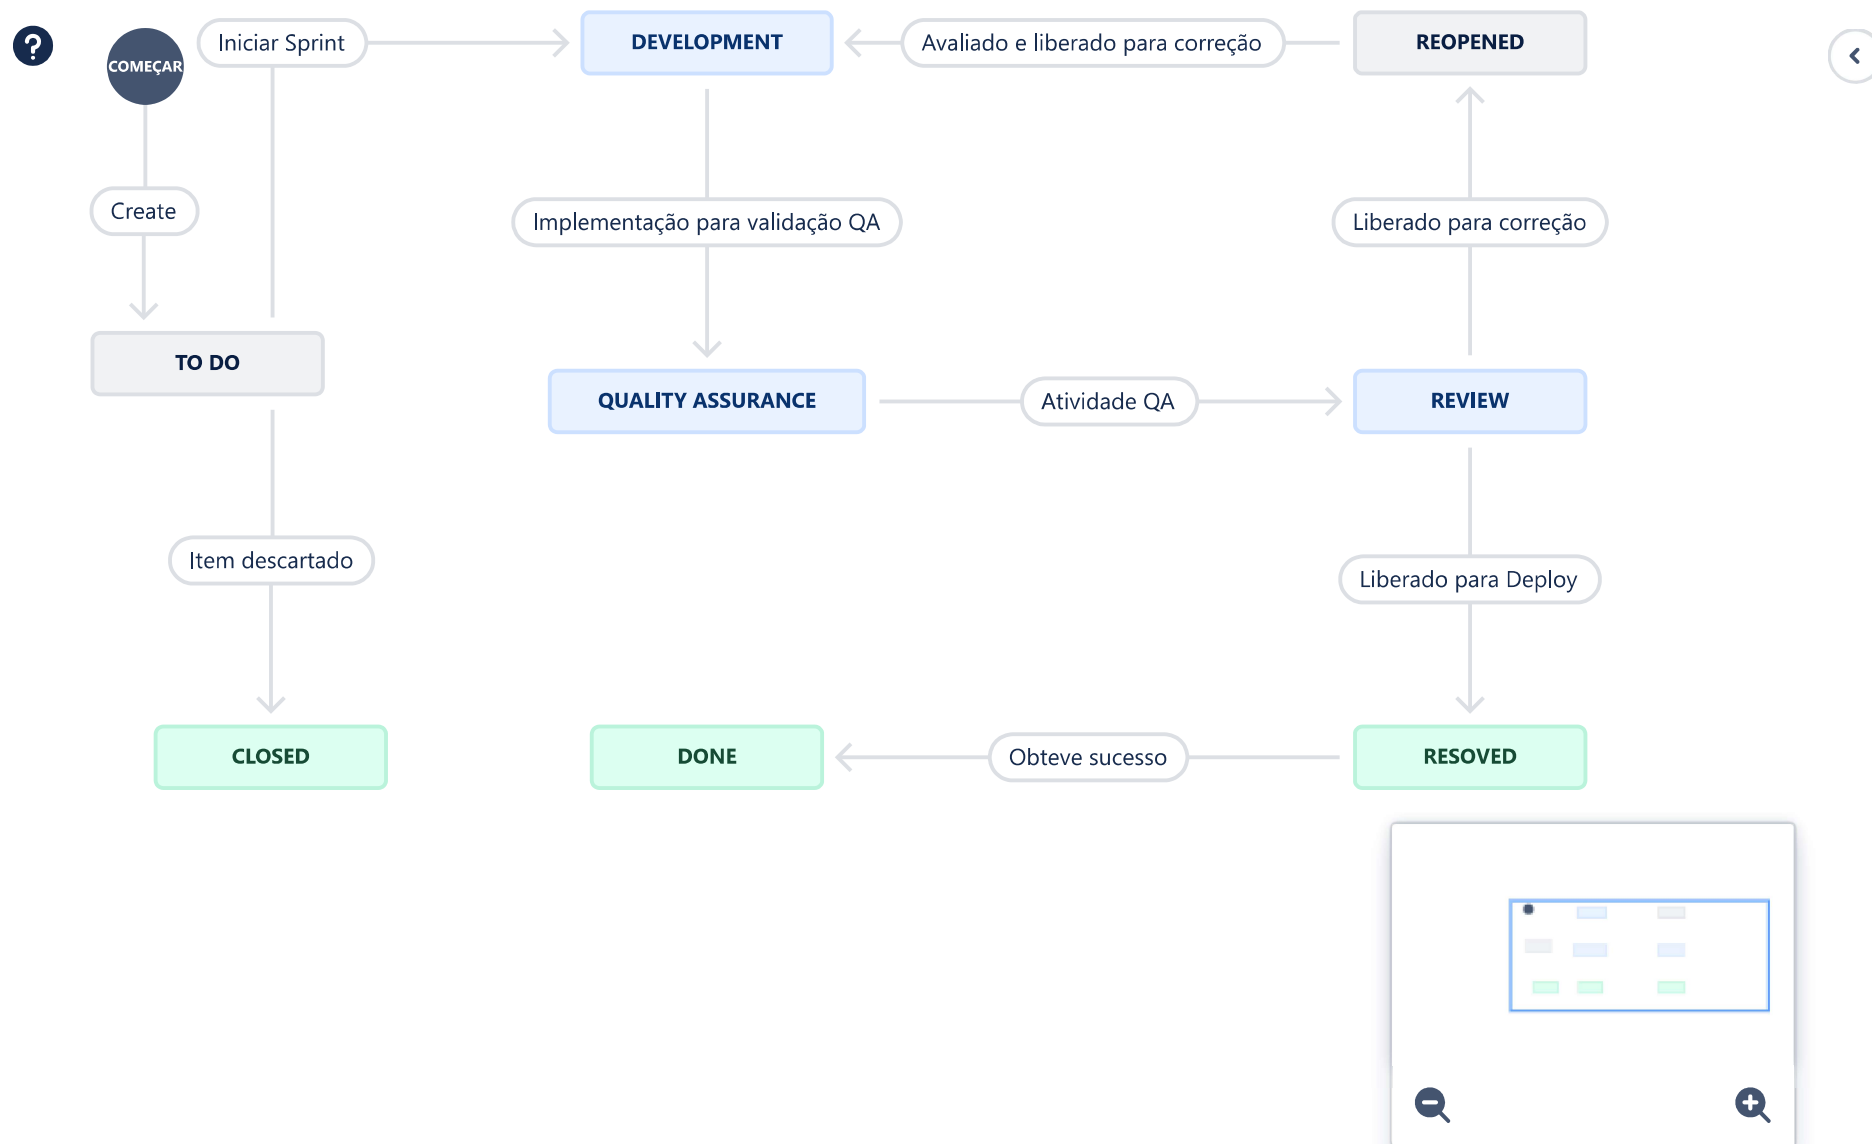 ?
COMEÇAR
Iniciar Sprint
DEVELOPMENT
Avaliado e liberado para correção
REOPENED
Create
Implementação para validação QA
Liberado para correção
TO DO
QUALITY ASSURANCE
Atividade QA
REVIEW
Item descartado
Liberado para Deploy
CLOSED
DONE
Obteve sucesso
RESOVED